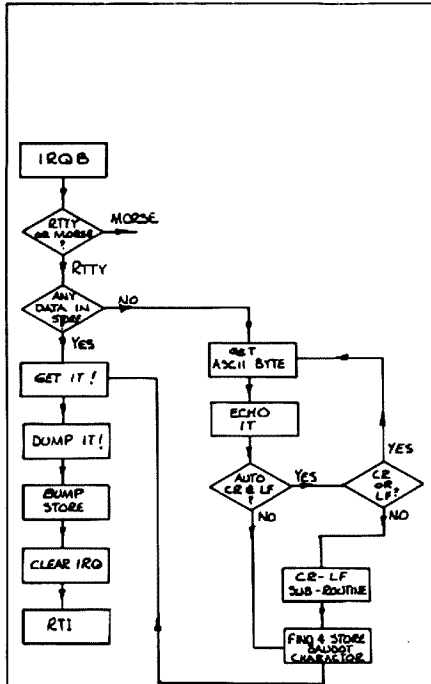 IRQB
RTTY
OR MORSE
?
MORSE
RTTY
ANY
DATA IN
STORE
?
NO
YES
GET IT!
DUMP IT!
BUMP
STORE
CLEAR IRQ
RTI
GET
ASCII BYTE
ECHO
IT
AUTO
CR & LF
?
YES
NO
CR
OR
LF?
YES
NO
CR-LF
SUB-ROUTINE
FIND & STORE
BAUDOT
CHARACTOR